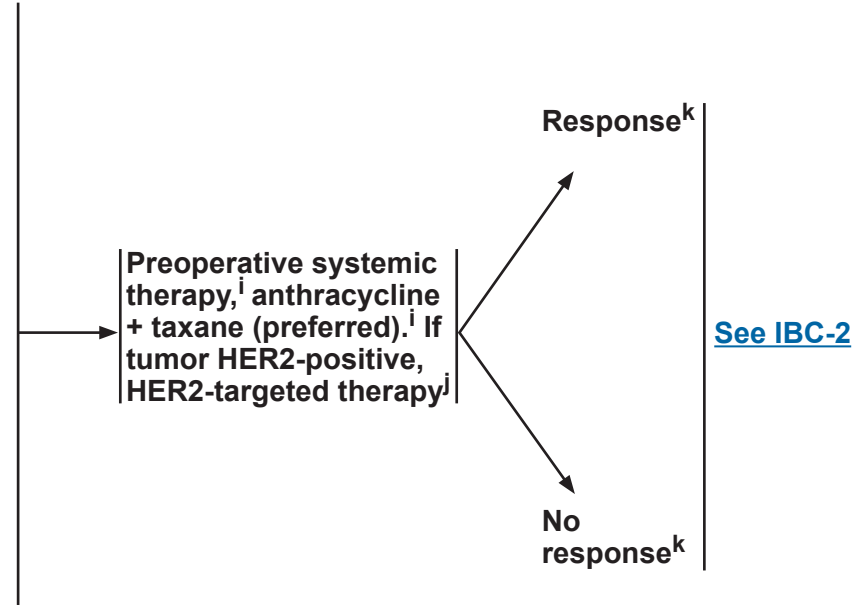 Response^k
Preoperative systemic
therapy,^i anthracycline
+ taxane (preferred).^i If
tumor HER2-positive,
HER2-targeted therapy^j
See IBC-2
No
response^k